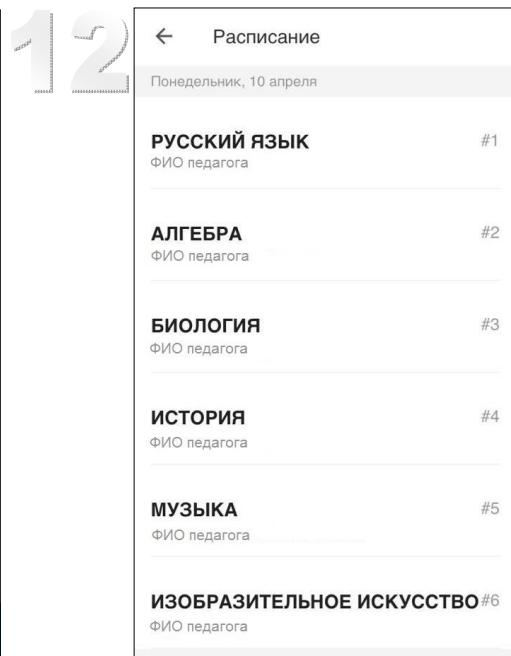 12
← Расписание
Понедельник, 10 апреля
РУССКИЙ ЯЗЫК #1
ФИО педагога
АЛГЕБРА #2
ФИО педагога
БИОЛОГИЯ #3
ФИО педагога
ИСТОРИЯ #4
ФИО педагога
МУЗЫКА #5
ФИО педагога
ИЗОБРАЗИТЕЛЬНОЕ ИСКУССТВО #6
ФИО педагога